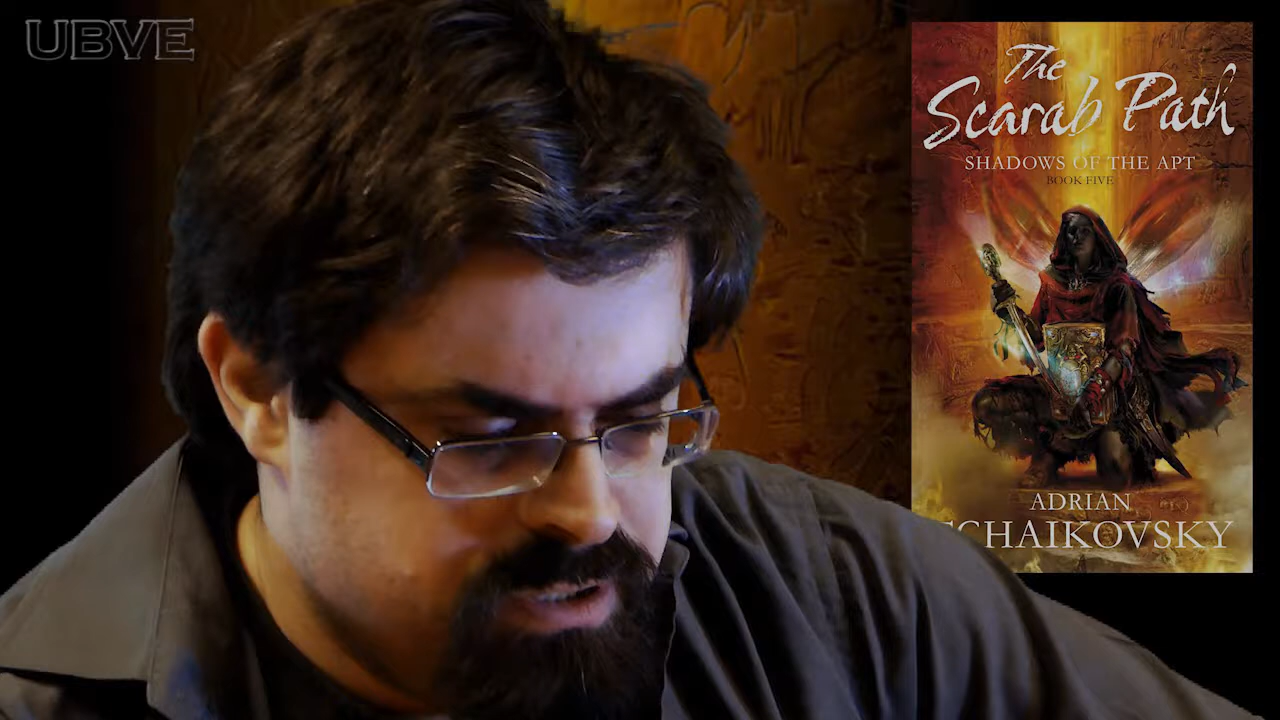 UBVE
The
Scarab Path
SHADOWS OF THE APT
BOOK FIVE
ADRIAN
CHAIKOVSKY